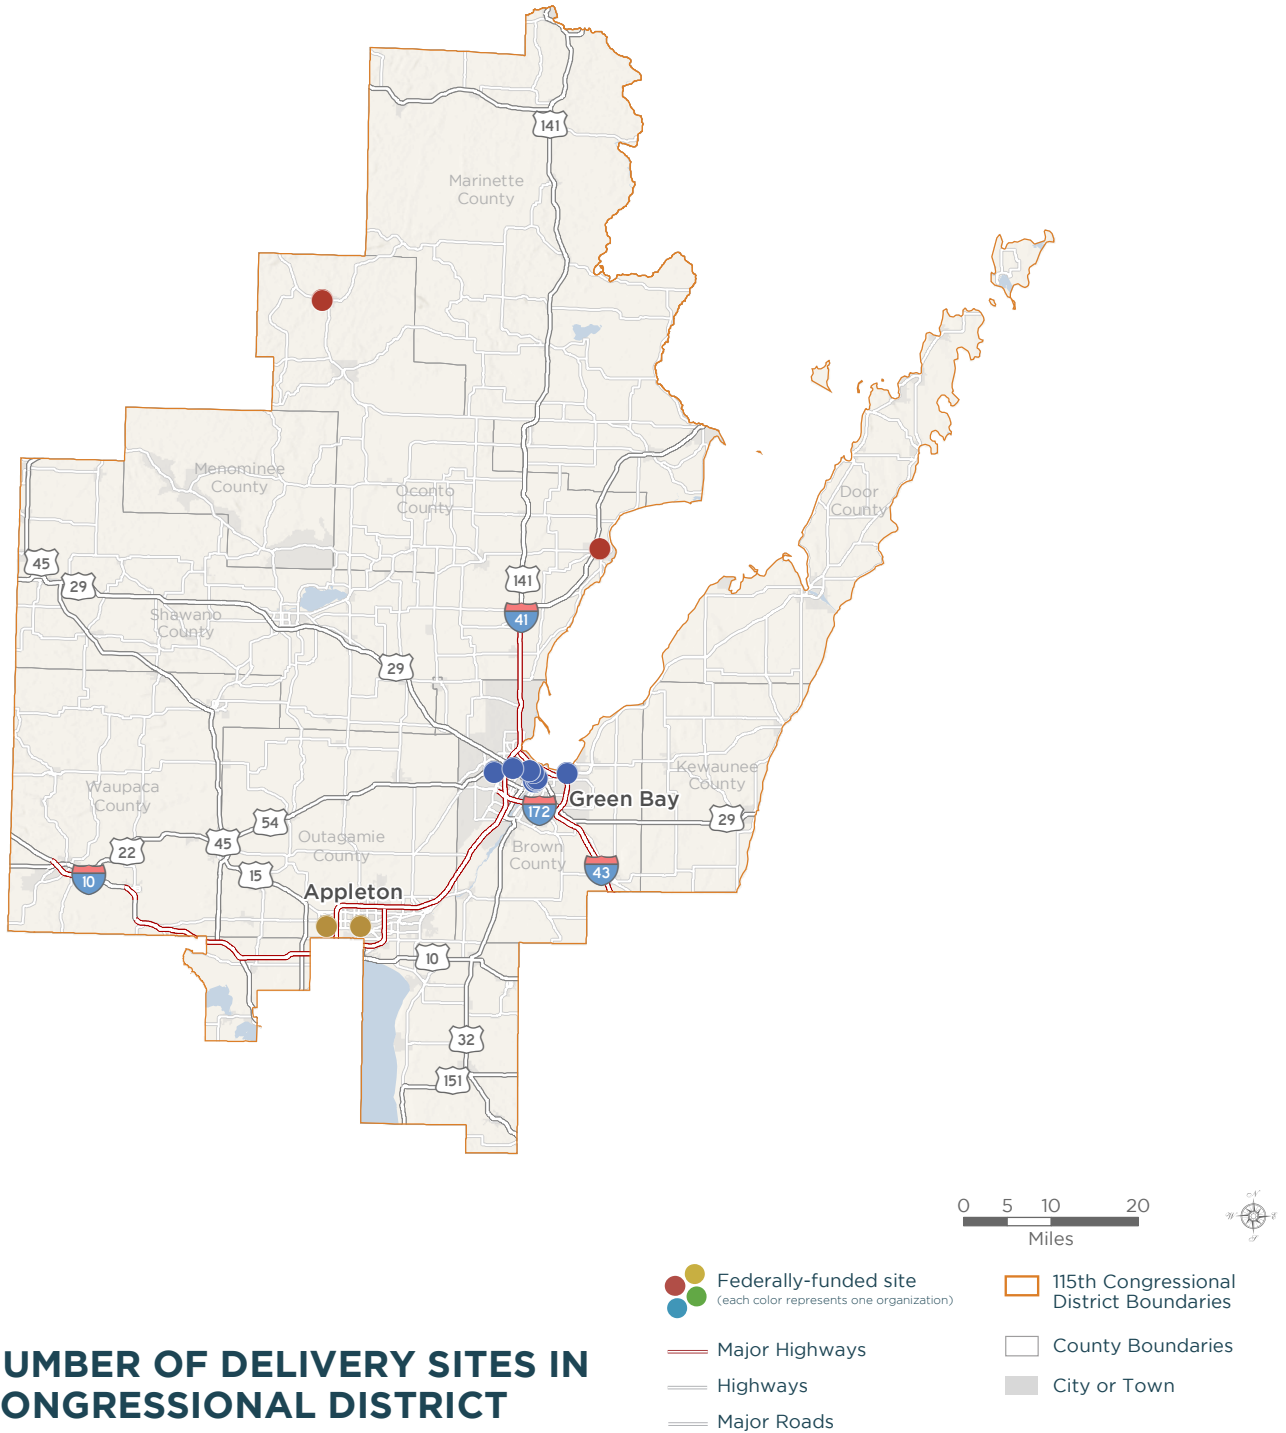 141
Marinette
County
Menominee
County
Oconto
County
Door
County
45
29
141
41
Shawano
County
29
Waupaca
County
Kewaunee
County
Green Bay
172
29
54
45
22
Outagamie
County
Brown
County
15
10
43
Appleton
10
32
151
0 5 10 20
Miles
N
W
E
S
Federally-funded site
(each color represents one organization)
Major Highways
Highways
Major Roads
115th Congressional
District Boundaries
County Boundaries
City or Town
UMBER OF DELIVERY SITES IN
ONGRESSIONAL DISTRICT